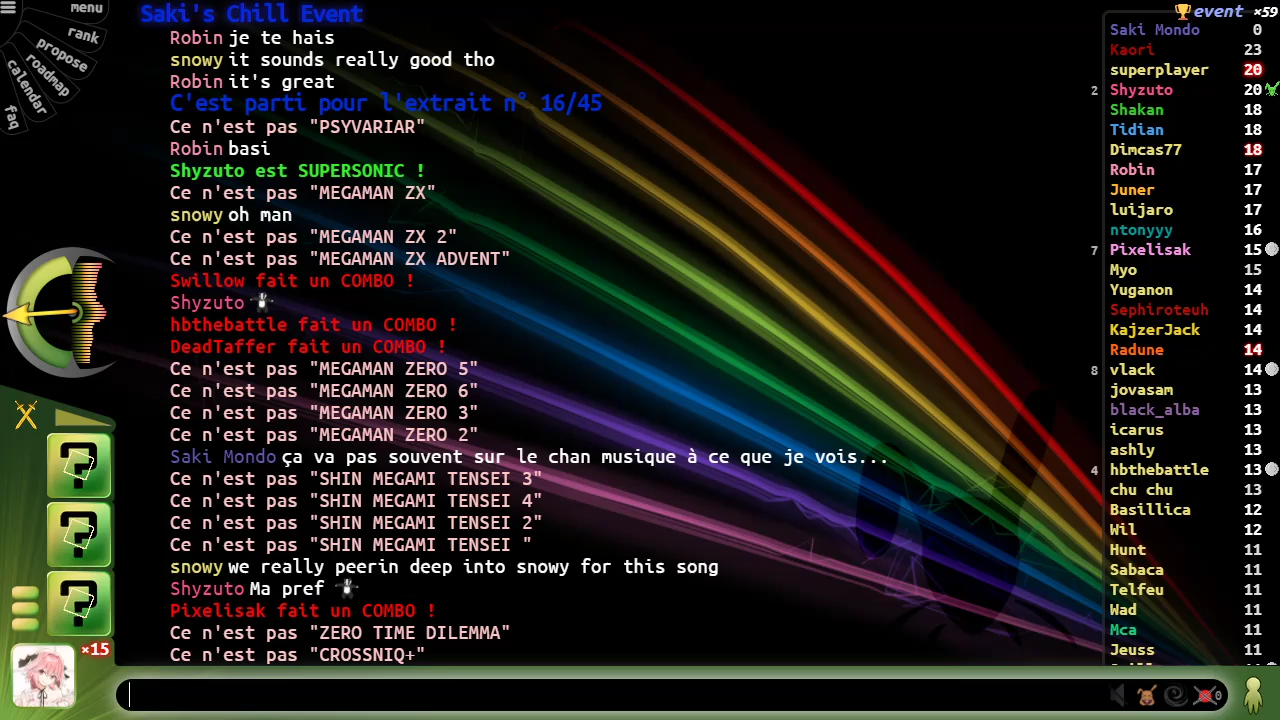 menu
rank
propose
roadmap
calendar
faq
Saki's Chill Event
Robin je te hais
snowy it sounds really good tho
Robin it's great
C'est parti pour l'extrait n° 16/45
Ce n'est pas "PSYVARIAR"
Robin basi
Shyzuto est SUPERSONIC !
Ce n'est pas "MEGAMAN ZX"
snowy oh man
Ce n'est pas "MEGAMAN ZX 2"
Ce n'est pas "MEGAMAN ZX ADVENT"
Swillow fait un COMBO !
Shyzuto
hbthebattle fait un COMBO !
DeadTaffer fait un COMBO !
Ce n'est pas "MEGAMAN ZERO 5"
Ce n'est pas "MEGAMAN ZERO 6"
Ce n'est pas "MEGAMAN ZERO 3"
Ce n'est pas "MEGAMAN ZERO 2"
Saki Mondo ça va pas souvent sur le chan musique à ce que je vois...
Ce n'est pas "SHIN MEGAMI TENSEI 3"
Ce n'est pas "SHIN MEGAMI TENSEI 4"
Ce n'est pas "SHIN MEGAMI TENSEI 2"
Ce n'est pas "SHIN MEGAMI TENSEI "
snowy we really peerin deep into snowy for this song
Shyzuto Ma pref
Pixelisak fait un COMBO !
Ce n'est pas "ZERO TIME DILEMMA"
Ce n'est pas "CROSSNIQ+"
×15
event ×59
Saki Mondo 0
Kaori 23
superplayer 20
2 Shyzuto 20
Shakan 18
Tidian 18
Dimcas77 18
Robin 17
Juner 17
luijaro 17
ntonyyy 16
7 Pixelisak 15
Myo 15
Yuganon 14
Sephiroteuh 14
KajzerJack 14
Radune 14
8 vlack 14
jovasam 13
black_alba 13
icarus 13
ashly 13
4 hbthebattle 13
chu chu 13
Basillica 12
Wil 12
Hunt 11
Sabaca 11
Telfeu 11
Wad 11
Mca 11
Jeuss 11
0